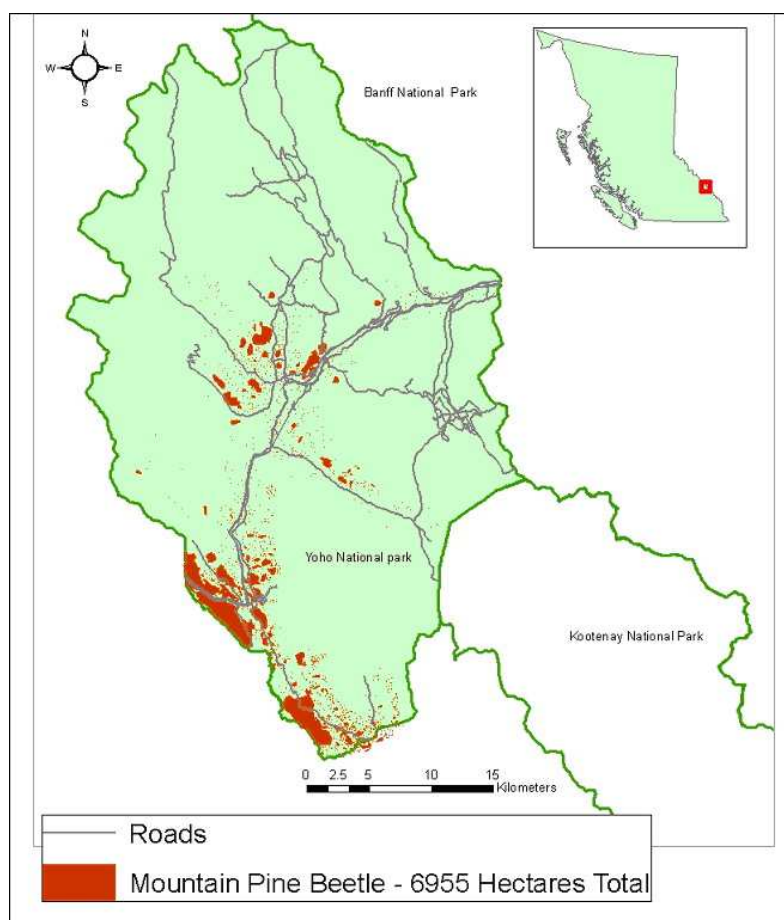 N
W E
S
Banff National Park
Yoho National park
Kootenay National Park
0 2.5 5 10 15
Kilometers
Roads
Mountain Pine Beetle - 6955 Hectares Total